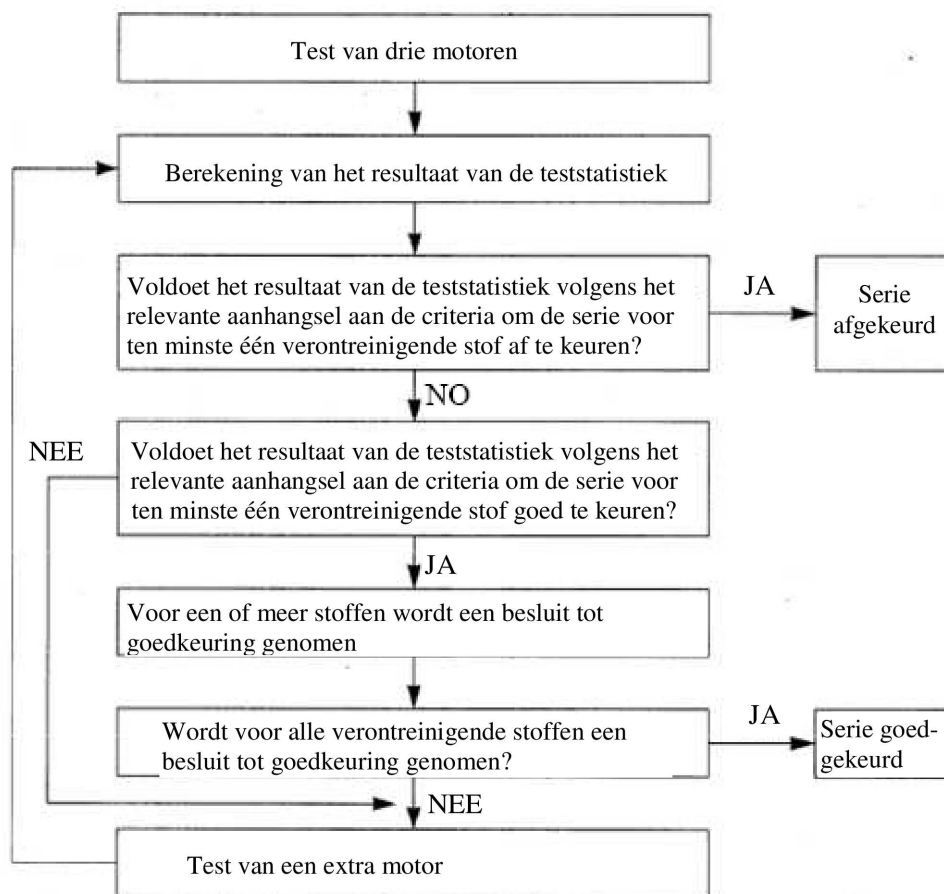 Test van drie motoren
Berekening van het resultaat van de teststatistiek
Voldoet het resultaat van de teststatistiek volgens het
relevante aanhangsel aan de criteria om de serie voor
ten minste één verontreinigende stof af te keuren?
JA
Serie
afgekeurd
NO
NEE
Voldoet het resultaat van de teststatistiek volgens het
relevante aanhangsel aan de criteria om de serie voor
ten minste één verontreinigende stof goed te keuren?
JA
Voor een of meer stoffen wordt een besluit tot
goedkeuring genomen
Wordt voor alle verontreinigende stoffen een
besluit tot goedkeuring genomen?
JA
Serie goed-
gekeurd
NEE
Test van een extra motor